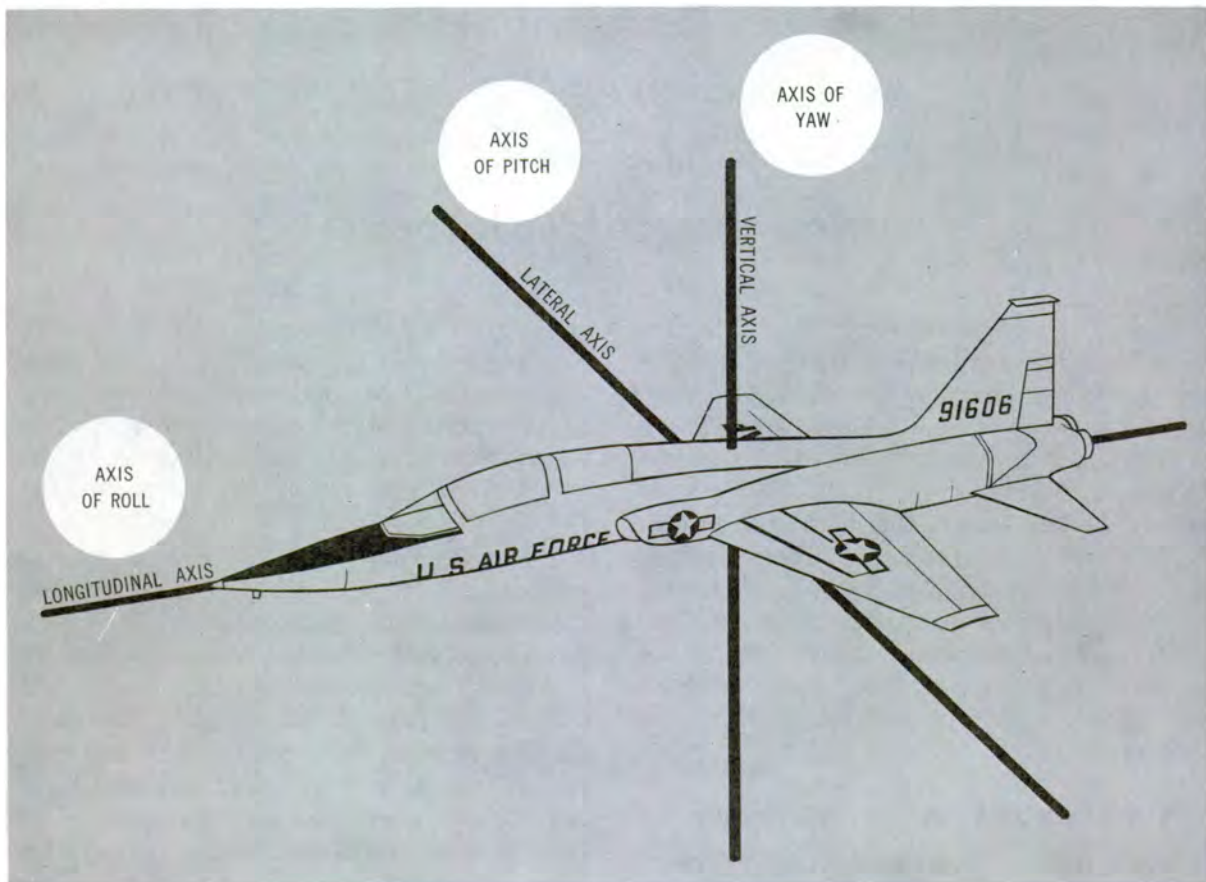 AXIS OF
YAW
AXIS
OF PITCH
VERTICAL AXIS
LATERAL AXIS
91606
AXIS
OF ROLL
U S AIR FORCE
LONGITUDINAL AXIS